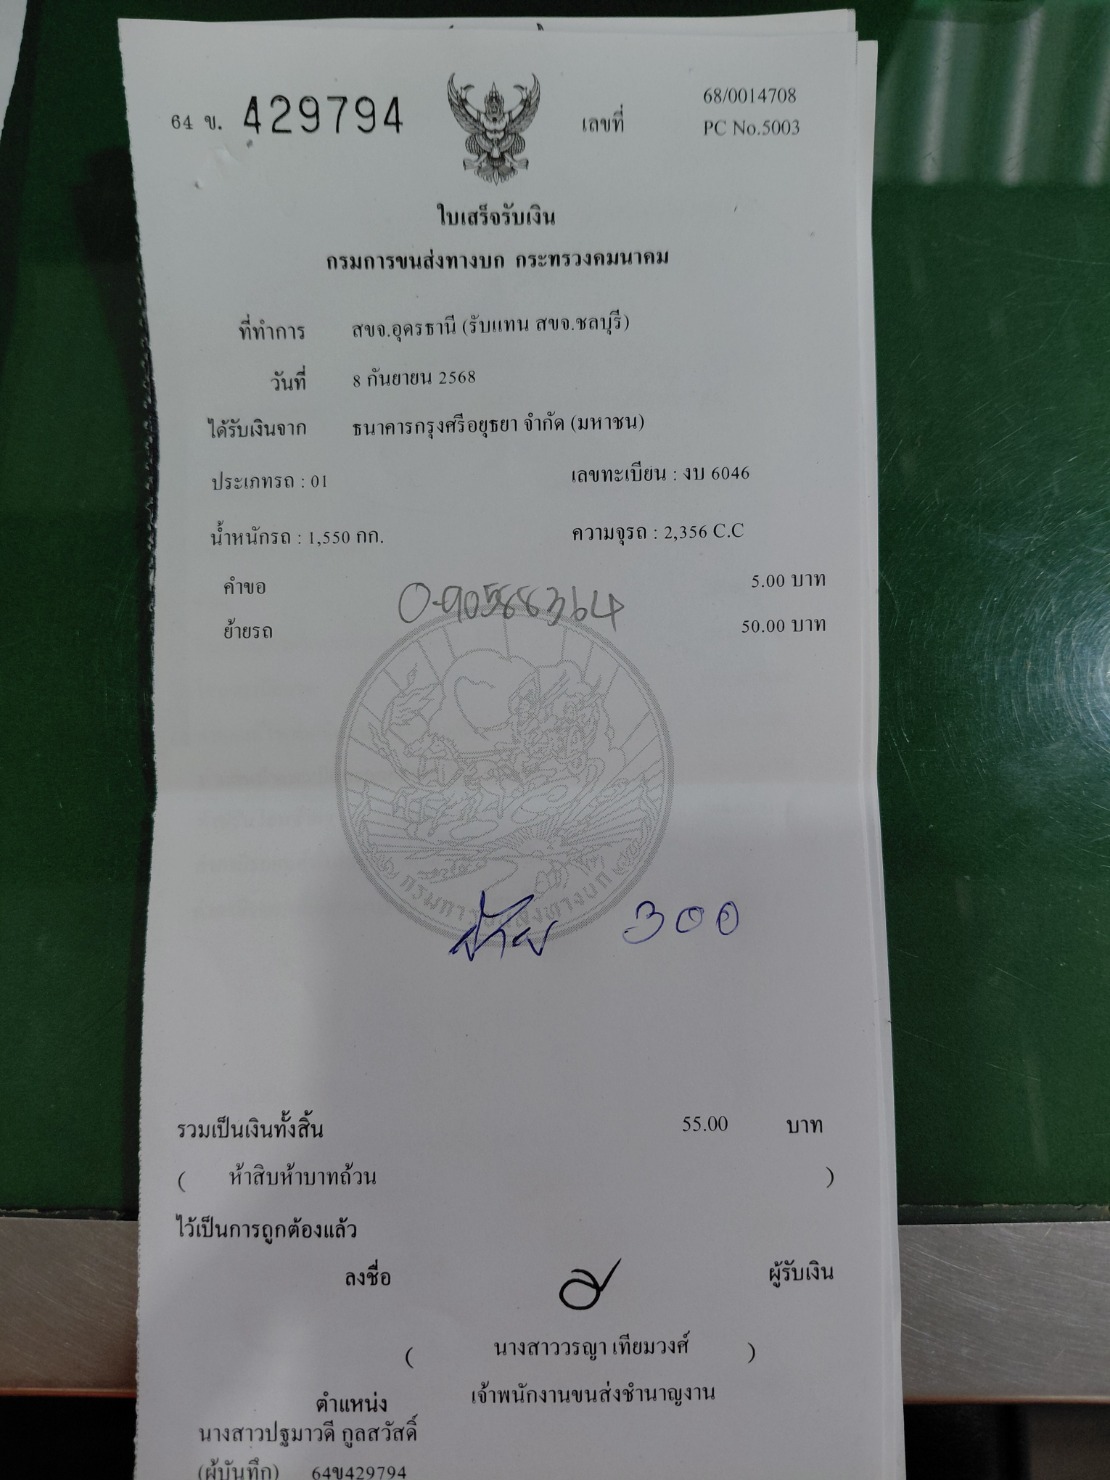 64 ข. 429794 เลขที่ 68/0014708
PC No.5003
ใบเสร็จรับเงิน
กรมการขนส่งทางบก กระทรวงคมนาคม
ที่ทำการ สขจ.อุดรธานี (รับแทน สขจ.ชลบุรี)
วันที่ 8 กันยายน 2568
ได้รับเงินจาก ธนาคารกรุงศรีอยุธยา จำกัด (มหาชน)
ประเภทรถ : 01 เลขทะเบียน : งบ 6046
น้ำหนักรถ : 1,550 กก. ความจุรถ : 2,356 C.C
คำขอ 5.00 บาท
0-90588364
ย้ายรถ 50.00 บาท
ย้าย 300
รวมเป็นเงินทั้งสิ้น 55.00 บาท
( ห้าสิบห้าบาทถ้วน )
ไว้เป็นการถูกต้องแล้ว
ลงชื่อ ผู้รับเงิน
( นางสาววรญา เทียมวงศ์ )
ตำแหน่ง เจ้าพนักงานขนส่งชำนาญงาน
นางสาวปฐมาวดี กูลสวัสดิ์
(ผู้บันทึก) 64ข429794